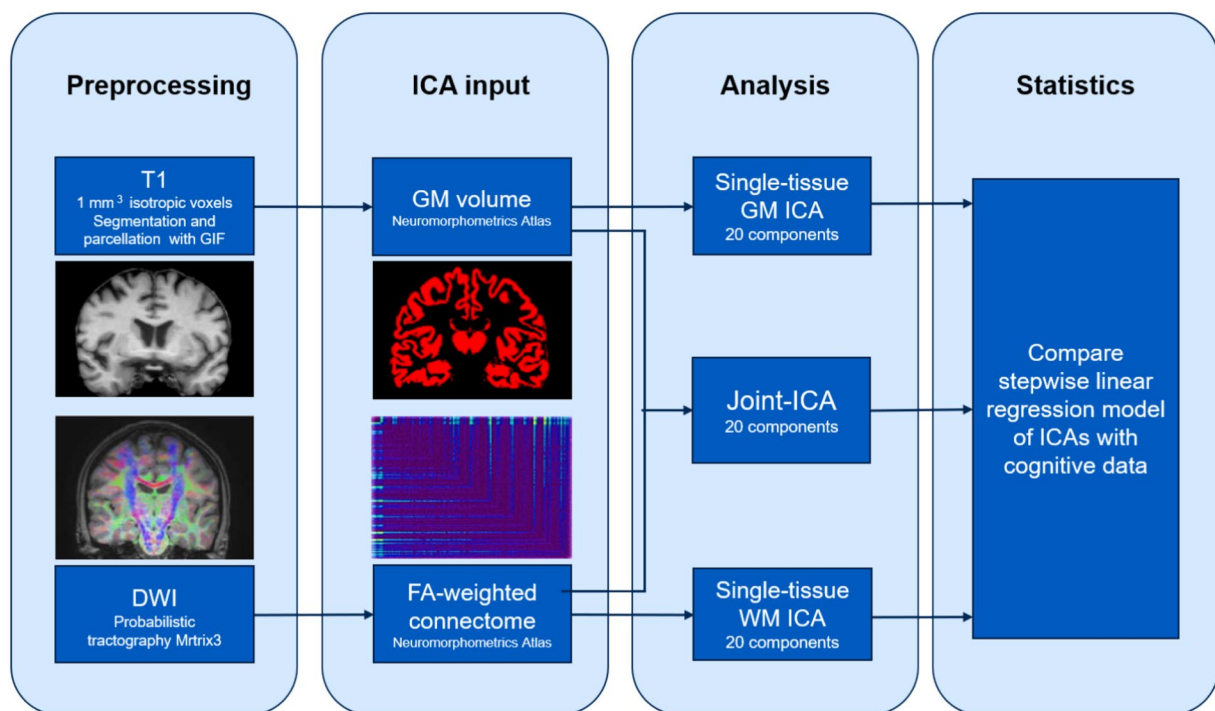 Preprocessing
T1
1 mm³ isotropic voxels
Segmentation and
parcellation with GIF
DWI
Probabilistic
tractography Mrtrix3
ICA input
GM volume
Neuromorphometrics Atlas
FA-weighted
connectome
Neuromorphometrics Atlas
Analysis
Single-tissue
GM ICA
20 components
Joint-ICA
20 components
Single-tissue
WM ICA
20 components
Statistics
Compare
stepwise linear
regression model
of ICAs with
cognitive data